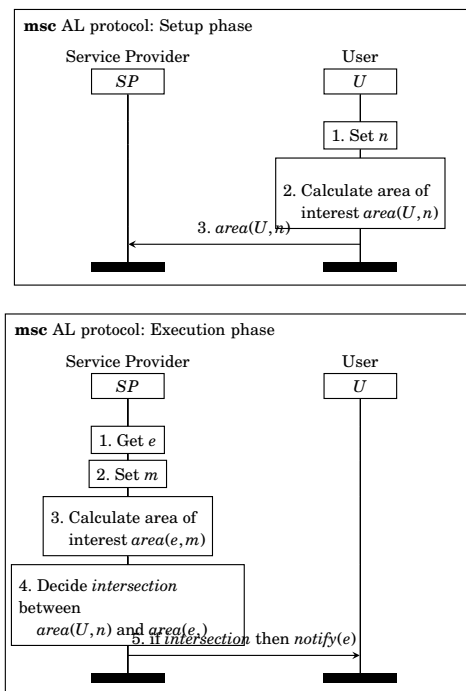 msc AL protocol: Setup phase
Service Provider User
SP U
1. Set n
2. Calculate area of
interest area(U,n)
3. area(U,n)
msc AL protocol: Execution phase
Service Provider User
SP U
1. Get e
2. Set m
3. Calculate area of
interest area(e,m)
4. Decide intersection
between
area(U,n) and area(e,)
5. if intersection then notify(e)